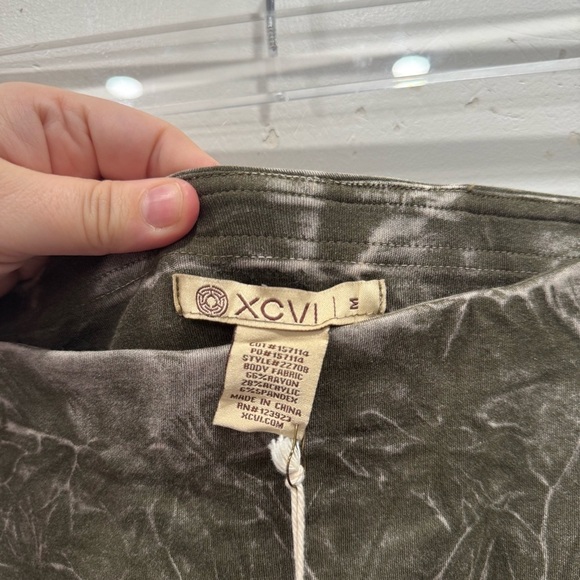 XCVI | M
CUT#157114
PO#157114
STYLE#22708
BODY FABRIC
66%RAYON
28%ACRYLIC
6%SPANDEX
MADE IN CHINA
RN#123923
XCVI.COM